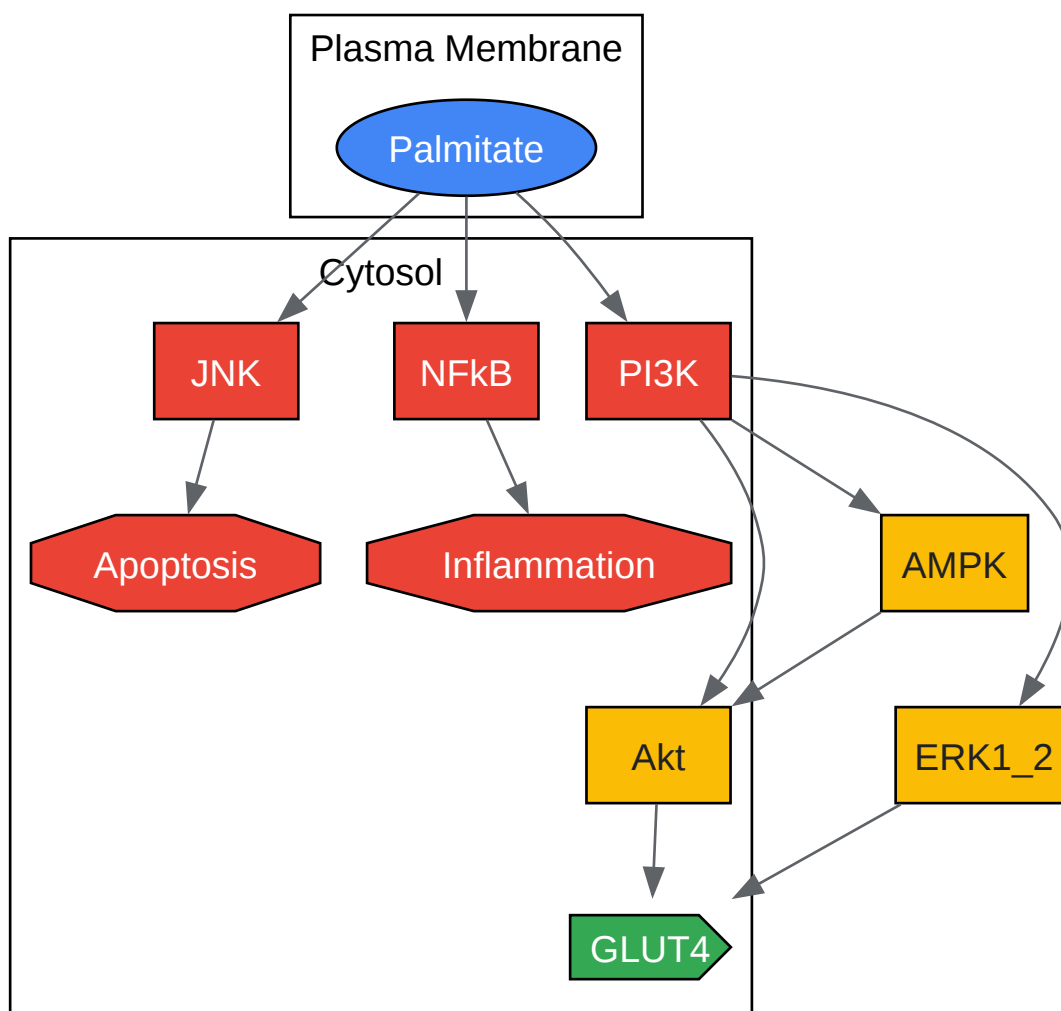 Plasma Membrane
Palmitate
Cytosol
JNK
NFkB
PI3K
Apoptosis
Inflammation
AMPK
Akt
ERK1_2
GLUT4